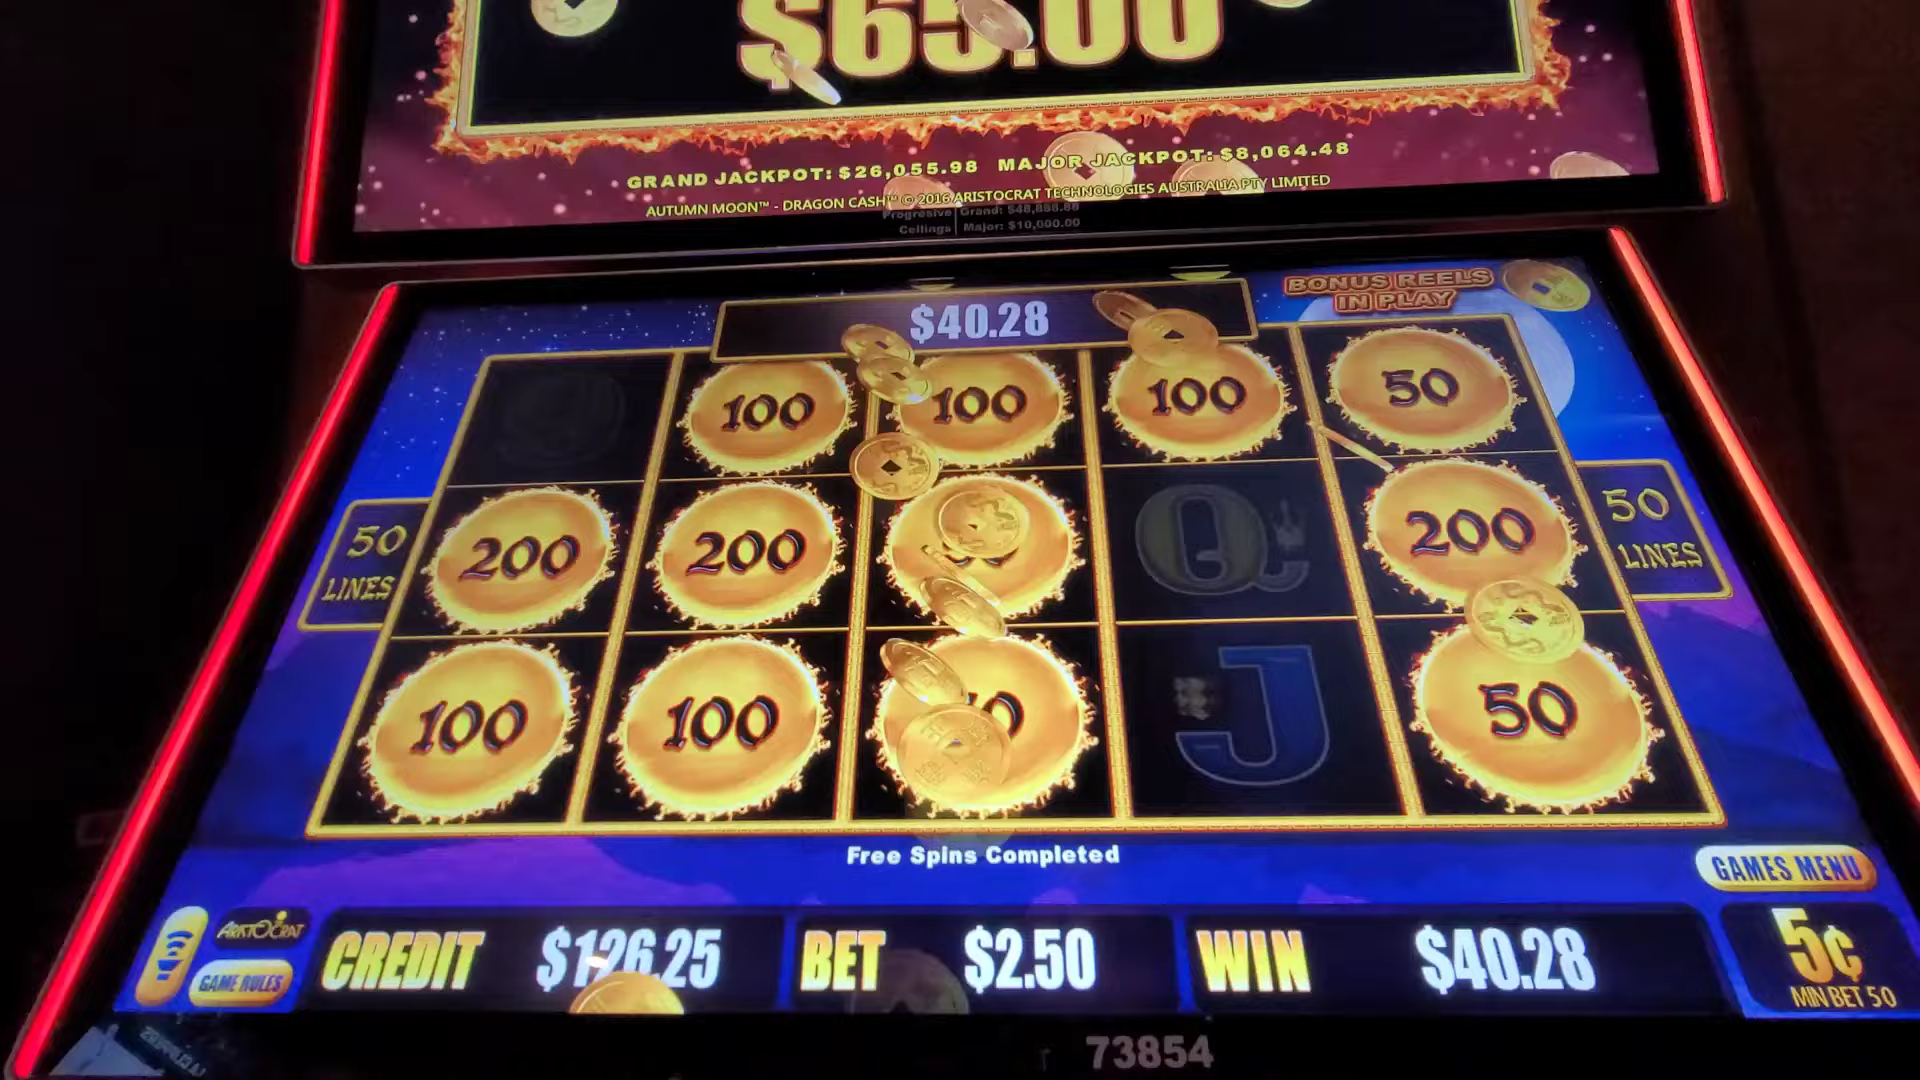 $65.00
GRAND JACKPOT: $26,055.98 MAJOR JACKPOT: $8,064.48
AUTUMN MOON™ - DRAGON CASH™ © 2016 ARISTOCRAT TECHNOLOGIES AUSTRALIA PTY LIMITED
Progresive Grand: $48,888.88
Ceilings Major: $10,000.00
BONUS REELS
IN PLAY
$40.28
100 100 100 50
50 LINES
200 200 Q 200
50 LINES
100 100 J 50
Free Spins Completed
GAMES MENU
ARISTOCRAT
GAME RULES
CREDIT $126.25 BET $2.50 WIN $40.28
5¢
MIN BET 50
73854